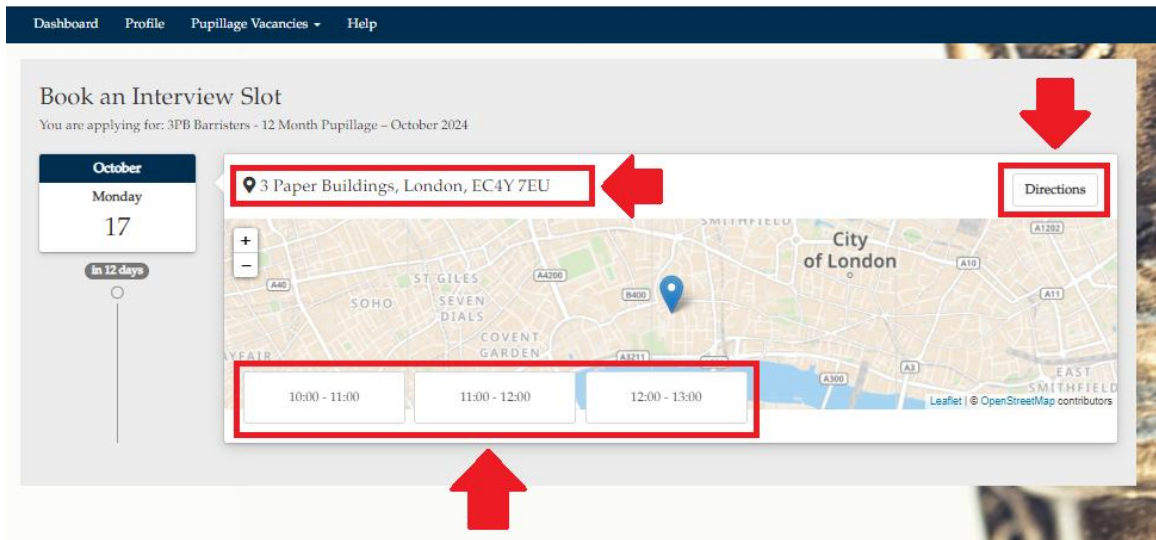 Dashboard Profile Pupillage Vacancies Help
Book an Interview Slot
You are applying for: 3PB Barristers - 12 Month Pupillage – October 2024
October
Monday
17
in 12 days
3 Paper Buildings, London, EC4Y 7EU
Directions
+
−
SMITHFIELD
City
of London
A1202
A10
A40
ST GILES
A4200
SOHO
SEVEN
DIALS
B400
A11
COVENT
GARDEN
AYFAIR
A3211
A300
A3
EAST
SMITHFIELD
10:00 - 11:00 11:00 - 12:00 12:00 - 13:00
Leaflet | © OpenStreetMap contributors